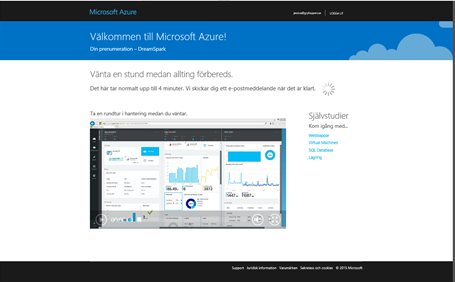 Microsoft Azure
LOGGA UT
Välkommen till Microsoft Azure!
Din prenumeration – DreamSpark
Vänta en stund medan allting förbereds.
Det här tar normalt upp till 4 minuter. Vi skickar dig ett e-postmeddelande när det är klart.
Ta en rundtur i hantering medan du väntar.
Självstudier
Kom igång med...
Webbappar
Virtual Machines
SQL Database
Lagring
Support Juridisk information Varumärken Sekretess och cookies © 2015 Microsoft